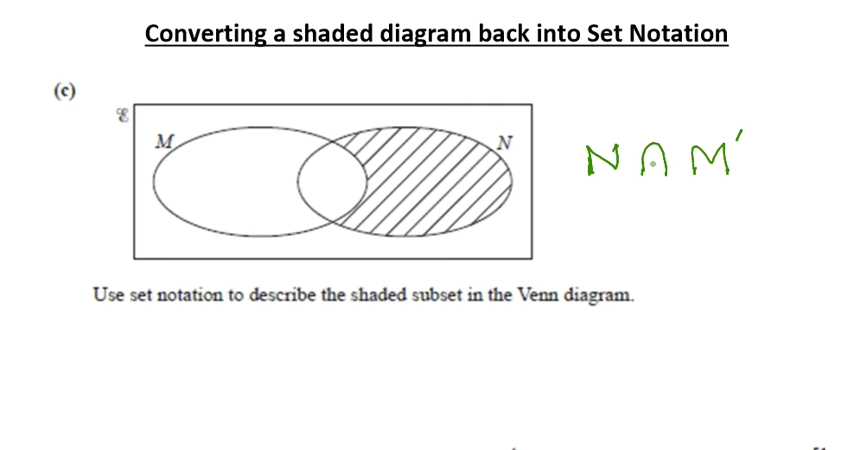 Converting a shaded diagram back into Set Notation
(c)
ℰ
M
N
N ∩ M′
Use set notation to describe the shaded subset in the Venn diagram.